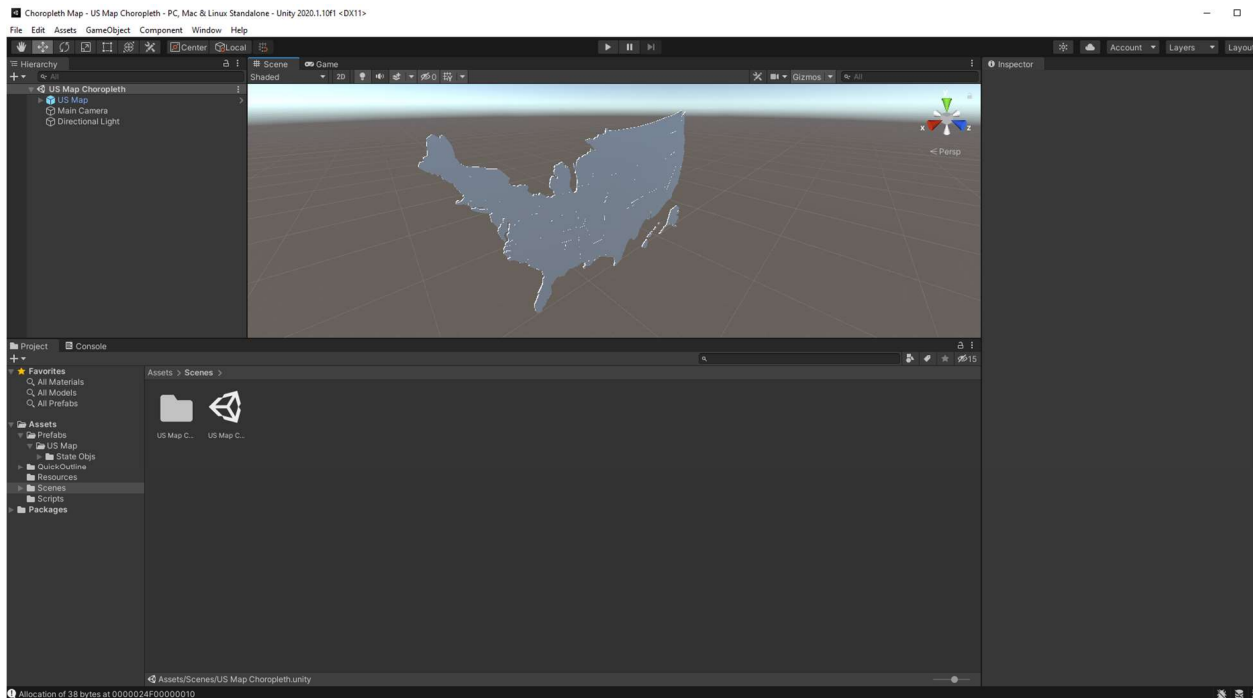 Choropleth Map - US Map Choropleth - PC, Mac & Linux Standalone - Unity 2020.1.10f1 <DX11>
File Edit Assets GameObject Component Window Help
Center Local Account Layers Layout
Hierarchy Scene Game Inspector
All Shaded 2D 0 Gizmos All
US Map Choropleth
US Map
Main Camera
Directional Light
x z
Persp
Project Console
15
Favorites
All Materials
All Models
All Prefabs
Assets > Scenes >
Assets
Prefabs
US Map
State Objs
QuickOutline
Resources
Scenes
Scripts
Packages
US Map C... US Map C...
Assets/Scenes/US Map Choropleth.unity
Allocation of 38 bytes at 0000024F00000010